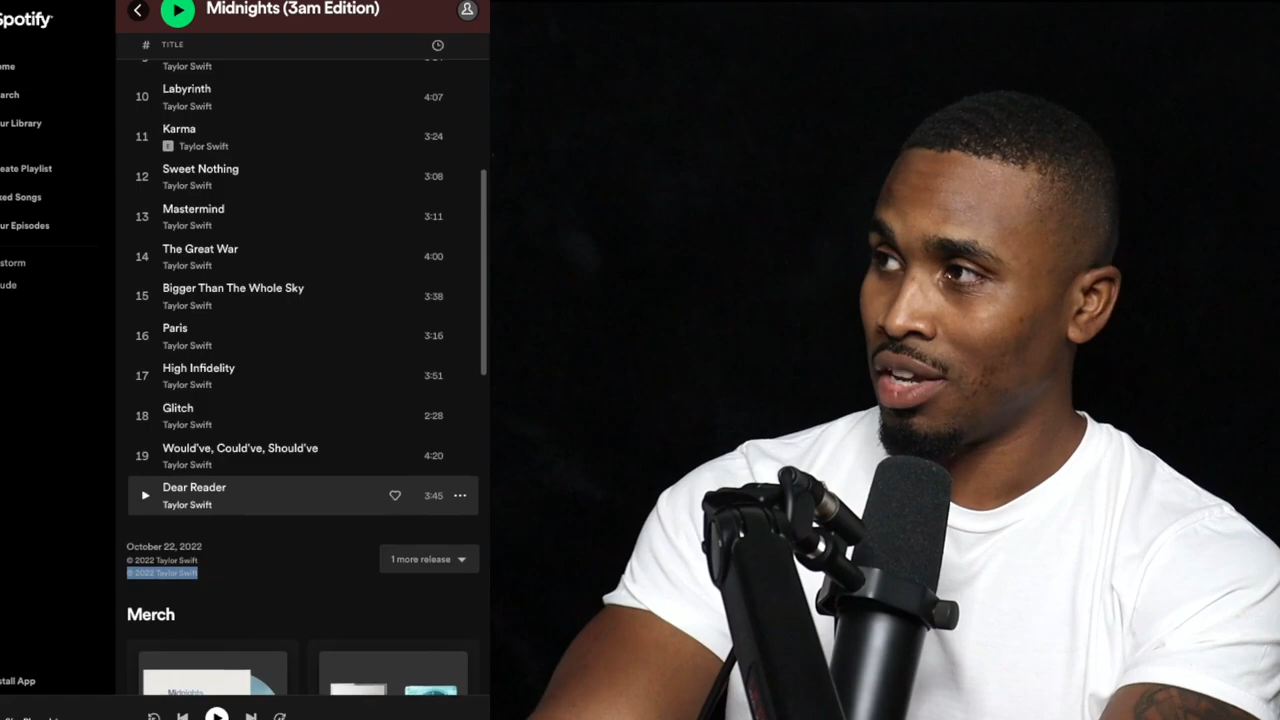 Spotify
Midnights (3am Edition)
# TITLE
Taylor Swift
10 Labyrinth 4:07
Taylor Swift
11 Karma 3:24
E Taylor Swift
12 Sweet Nothing 3:08
Taylor Swift
13 Mastermind 3:11
Taylor Swift
14 The Great War 4:00
Taylor Swift
15 Bigger Than The Whole Sky 3:38
Taylor Swift
16 Paris 3:16
Taylor Swift
17 High Infidelity 3:51
Taylor Swift
18 Glitch 2:28
Taylor Swift
19 Would've, Could've, Should've 4:20
Taylor Swift
Dear Reader 3:45
Taylor Swift
October 22, 2022
© 2022 Taylor Swift
℗ 2022 Taylor Swift
1 more release
Merch
Midnights
ome
arch
ur Library
eate Playlist
ked Songs
ur Episodes
storm
ude
stall App